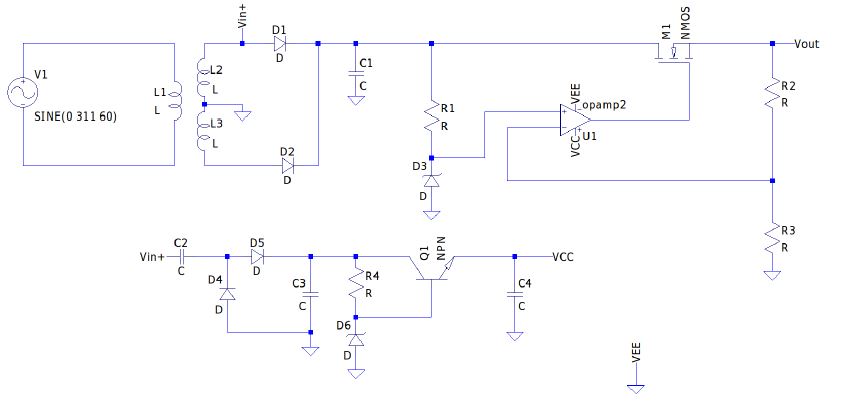 Vin+
D1
D
M1
NMOS
Vout
V1
SINE(0 311 60)
L1
L
L2
L
L3
L
C1
C
R1
R
VEE
opamp2
VCC
U1
R2
R
D2
D
D3
D
R3
R
Vin+
C2
C
D5
D
D4
D
C3
C
R4
R
Q1
NPN
VCC
C4
C
D6
D
VEE